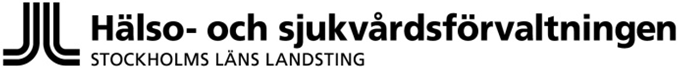 Hälso- och sjukvårdsförvaltningen
STOCKHOLMS LÄNS LANDSTING